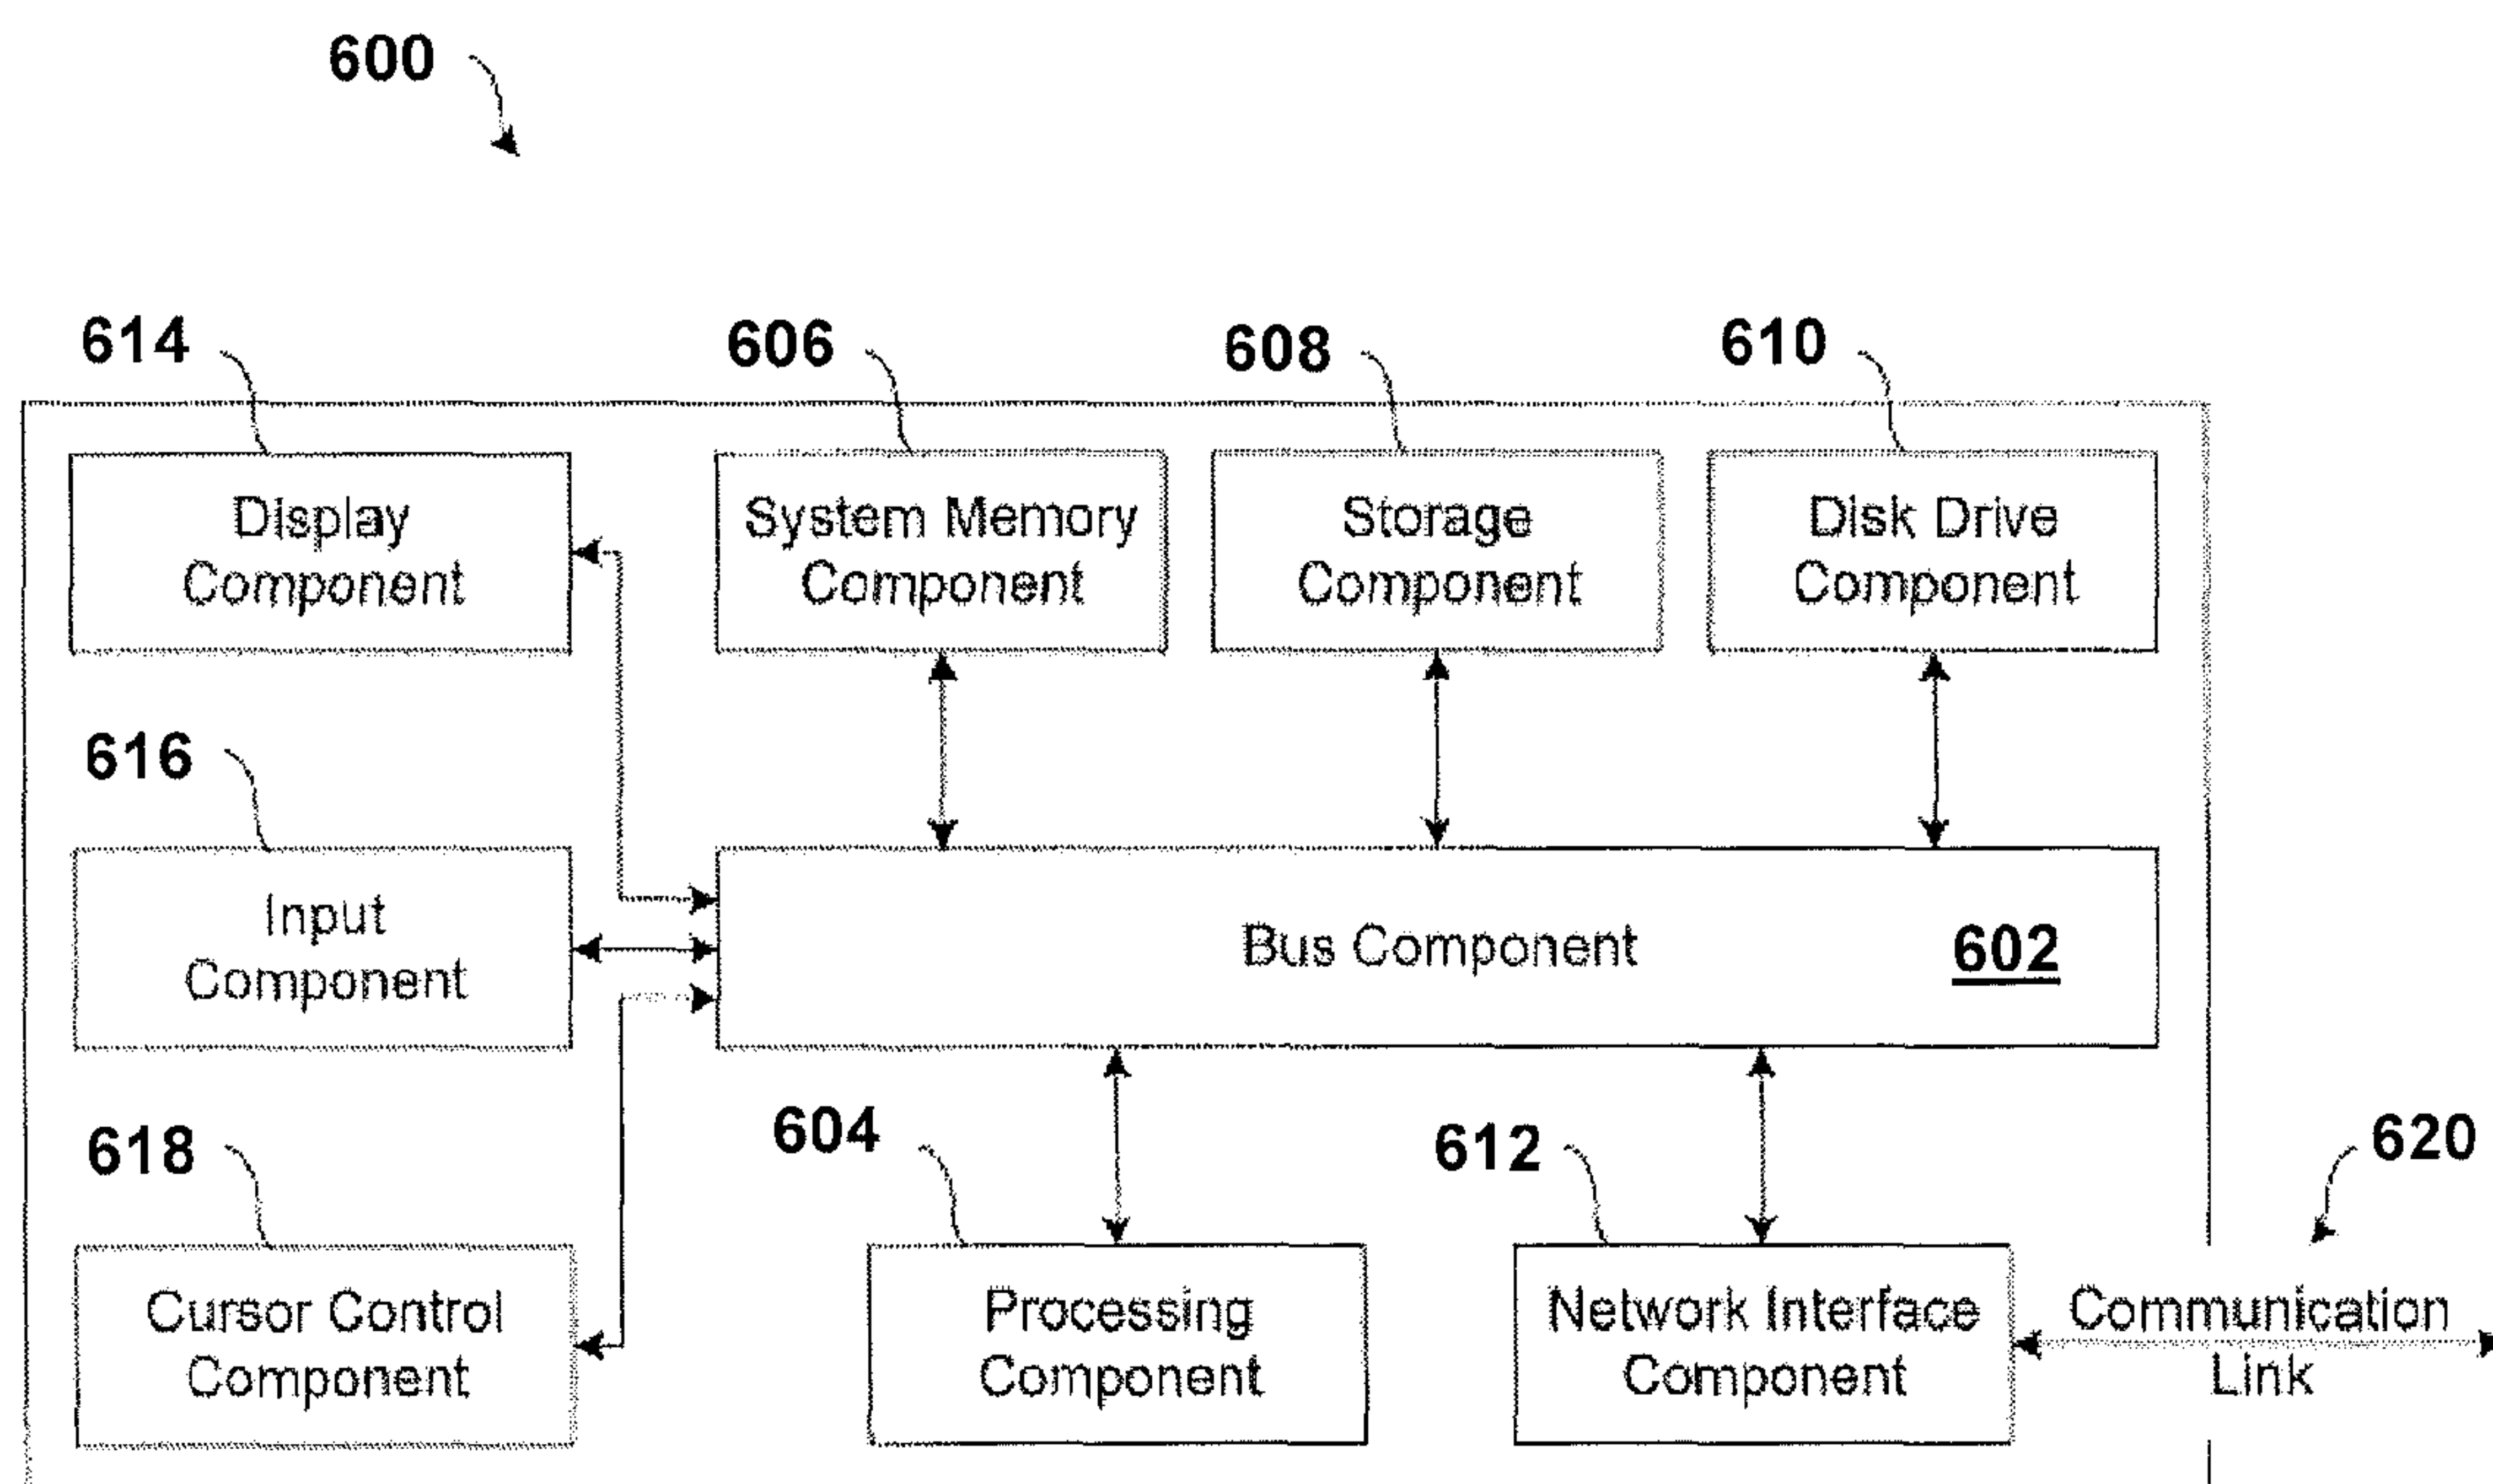 600
614
606
608
610
Display
Component
System Memory
Component
Storage
Component
Disk Drive
Component
616
Input
Component
Bus Component
602
618
604
612
620
Cursor Control
Component
Processing
Component
Network Interface
Component
Communication
Link